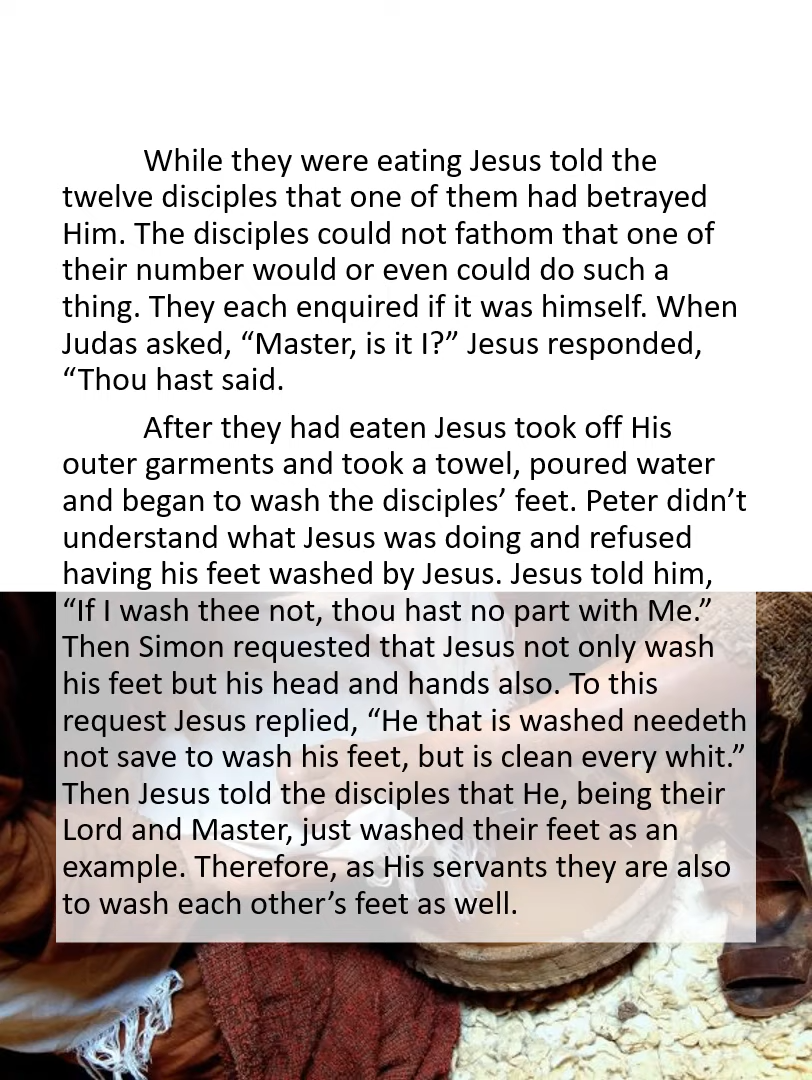 While they were eating Jesus told the
twelve disciples that one of them had betrayed
Him. The disciples could not fathom that one of
their number would or even could do such a
thing. They each enquired if it was himself. When
Judas asked, “Master, is it I?” Jesus responded,
“Thou hast said.
After they had eaten Jesus took off His
outer garments and took a towel, poured water
and began to wash the disciples’ feet. Peter didn’t
understand what Jesus was doing and refused
having his feet washed by Jesus. Jesus told him,
“If I wash thee not, thou hast no part with Me.”
Then Simon requested that Jesus not only wash
his feet but his head and hands also. To this
request Jesus replied, “He that is washed needeth
not save to wash his feet, but is clean every whit.”
Then Jesus told the disciples that He, being their
Lord and Master, just washed their feet as an
example. Therefore, as His servants they are also
to wash each other’s feet as well.